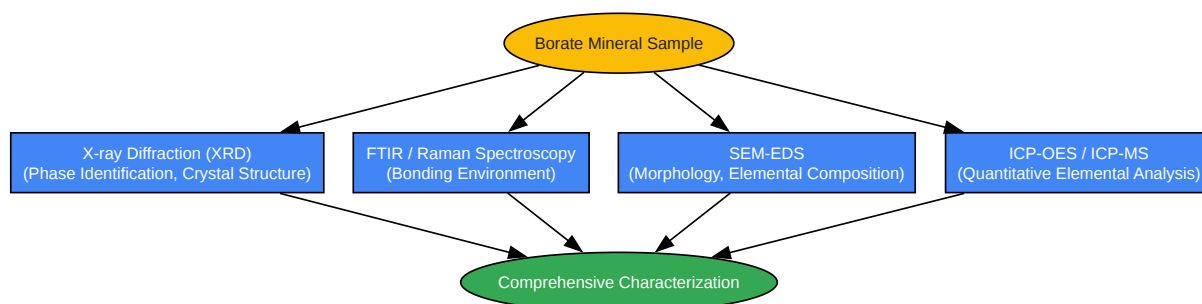 Borate Mineral Sample
X-ray Diffraction (XRD)
(Phase Identification, Crystal Structure)
FTIR / Raman Spectroscopy
(Bonding Environment)
SEM-EDS
(Morphology, Elemental Composition)
ICP-OES / ICP-MS
(Quantitative Elemental Analysis)
Comprehensive Characterization